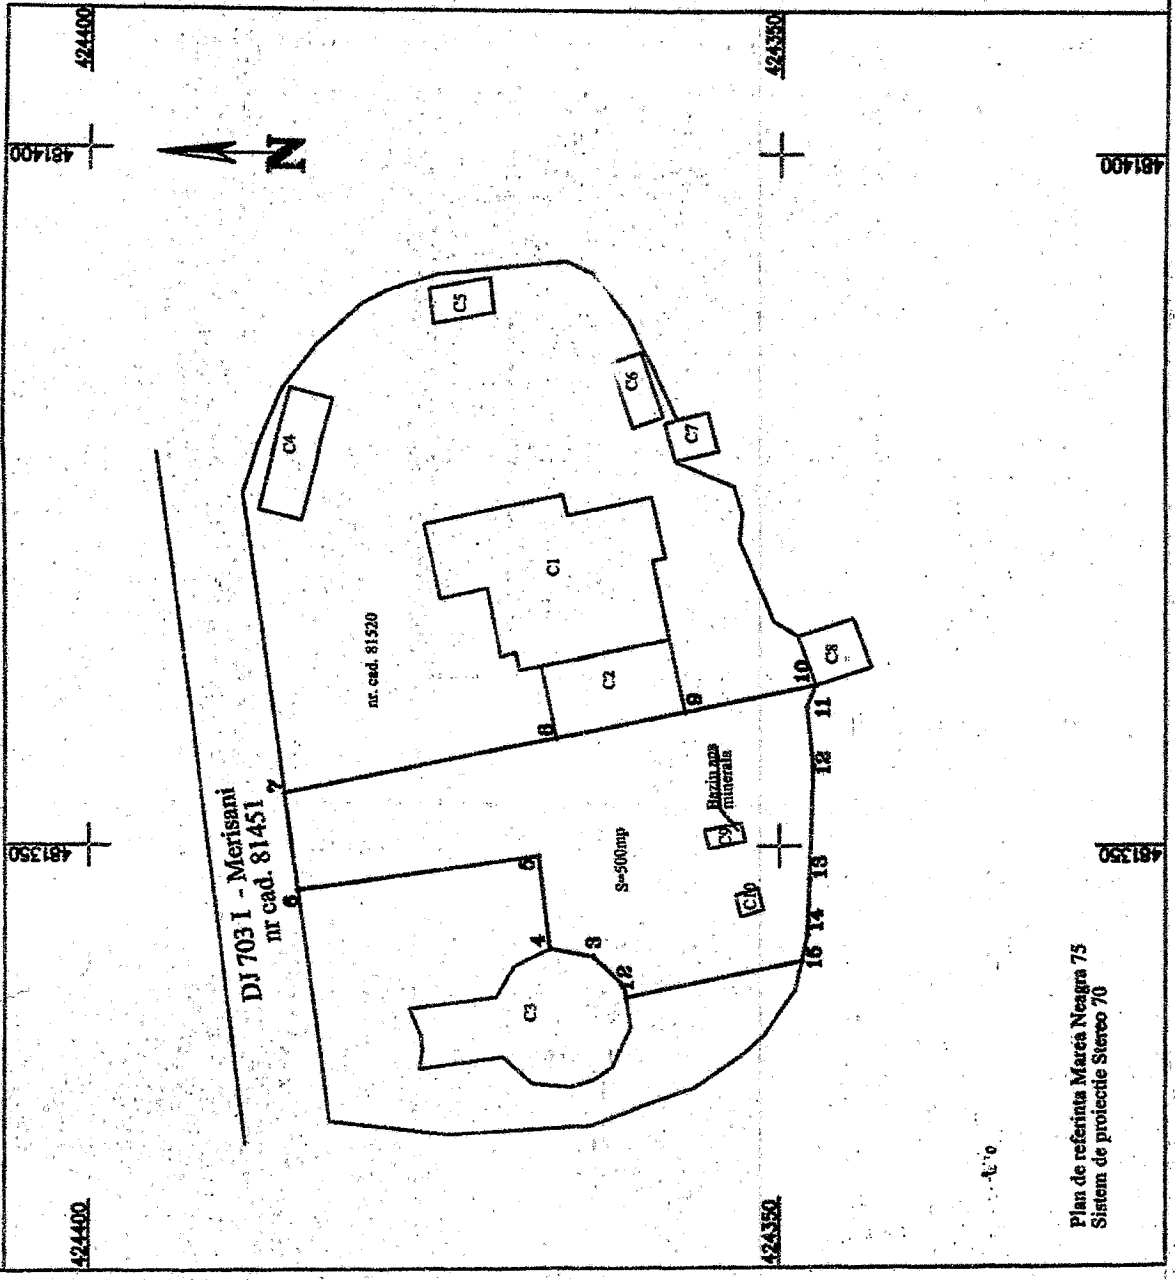 424400
424350
481400
481400
N
C5
C4
C6
C7
C1
nr. cad. 81520
C2
C8
10
9
8
11
7
12
DJ 703 I - Merisani
nr cad. 81451
Bazin apa
minerala
C9
S=500mp
481350
481350
6
5
13
C10
14
4
3
15
12
C3
Plan de referinta Marea Neagra 75
Sistem de proiectie Stereo 70
424400
424350